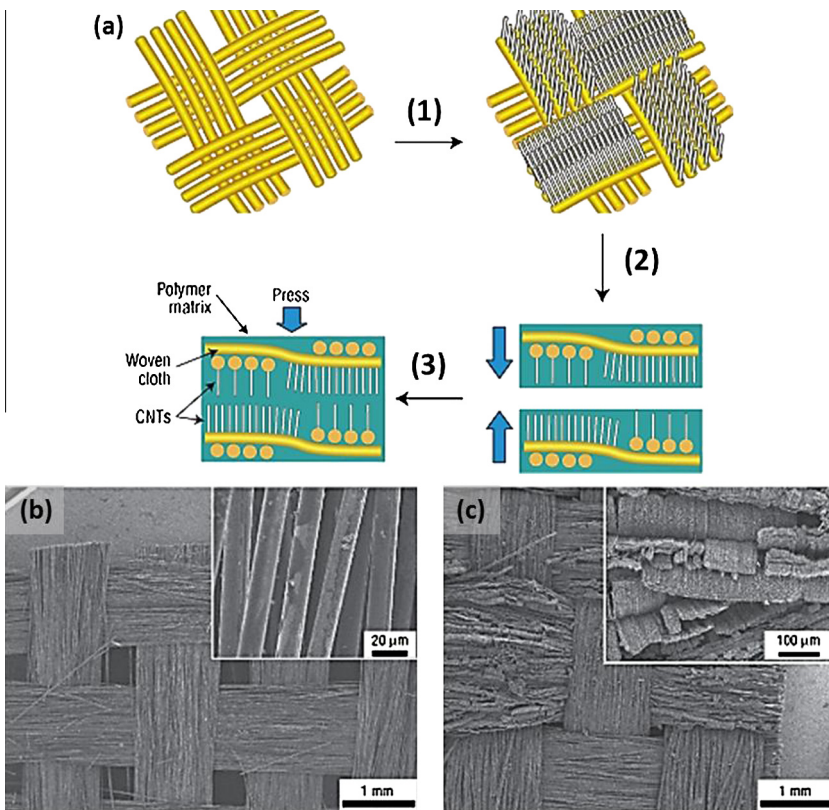 (a)
(1)
(2)
Polymer
matrix
Press
Woven
cloth
CNTs
(3)
(b)
20 µm
1 mm
(c)
100 µm
1 mm